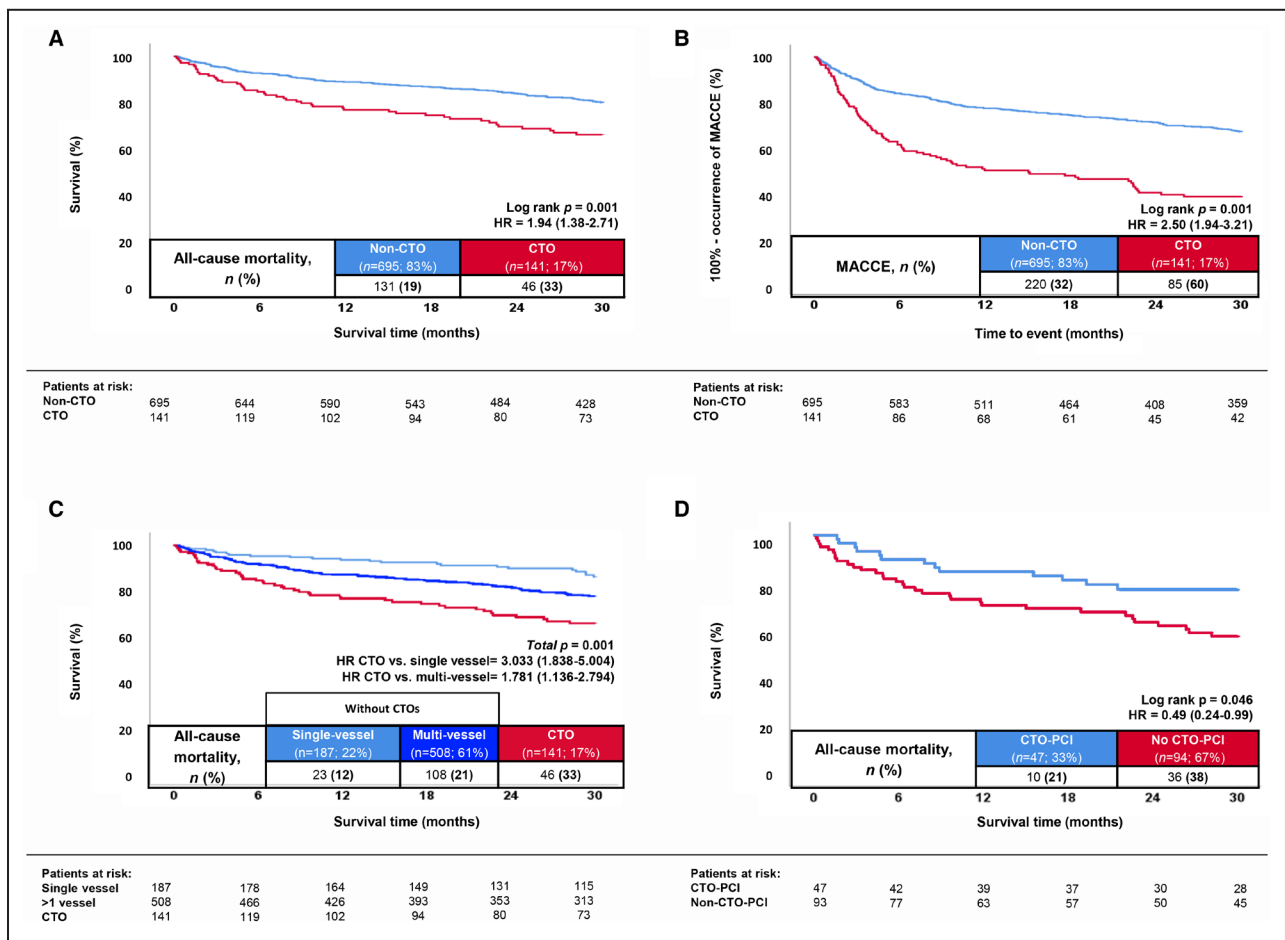 A
100
80
60
40
20
0
Survival (%)
Log rank p = 0.001
HR = 1.94 (1.38-2.71)
All-cause mortality,
n (%)
Non-CTO
(n=695; 83%)
CTO
(n=141; 17%)
131 (19)
46 (33)
0 6 12 18 24 30
Survival time (months)
Patients at risk:
Non-CTO 695 644 590 543 484 428
CTO 141 119 102 94 80 73
B
100
80
60
40
20
0
100% - occurrence of MACCE (%)
Log rank p = 0.001
HR = 2.50 (1.94-3.21)
MACCE, n (%)
Non-CTO
(n=695; 83%)
CTO
(n=141; 17%)
220 (32)
85 (60)
0 6 12 18 24 30
Time to event (months)
Patients at risk:
Non-CTO 695 583 511 464 408 359
CTO 141 86 68 61 45 42
C
100
80
60
40
20
0
Survival (%)
Total p = 0.001
HR CTO vs. single vessel= 3.033 (1.838-5.004)
HR CTO vs. multi-vessel= 1.781 (1.136-2.794)
Without CTOs
All-cause
mortality,
n (%)
Single-vessel
(n=187; 22%)
Multi-vessel
(n=508; 61%)
CTO
(n=141; 17%)
23 (12)
108 (21)
46 (33)
0 6 12 18 24 30
Survival time (months)
Patients at risk:
Single vessel 187 178 164 149 131 115
>1 vessel 508 466 426 393 353 313
CTO 141 119 102 94 80 73
D
100
80
60
40
20
0
Survival (%)
Log rank p = 0.046
HR = 0.49 (0.24-0.99)
All-cause mortality,
n (%)
CTO-PCI
(n=47; 33%)
No CTO-PCI
(n=94; 67%)
10 (21)
36 (38)
0 6 12 18 24 30
Survival time (months)
Patients at risk:
CTO-PCI 47 42 39 37 30 28
Non-CTO-PCI 93 77 63 57 50 45